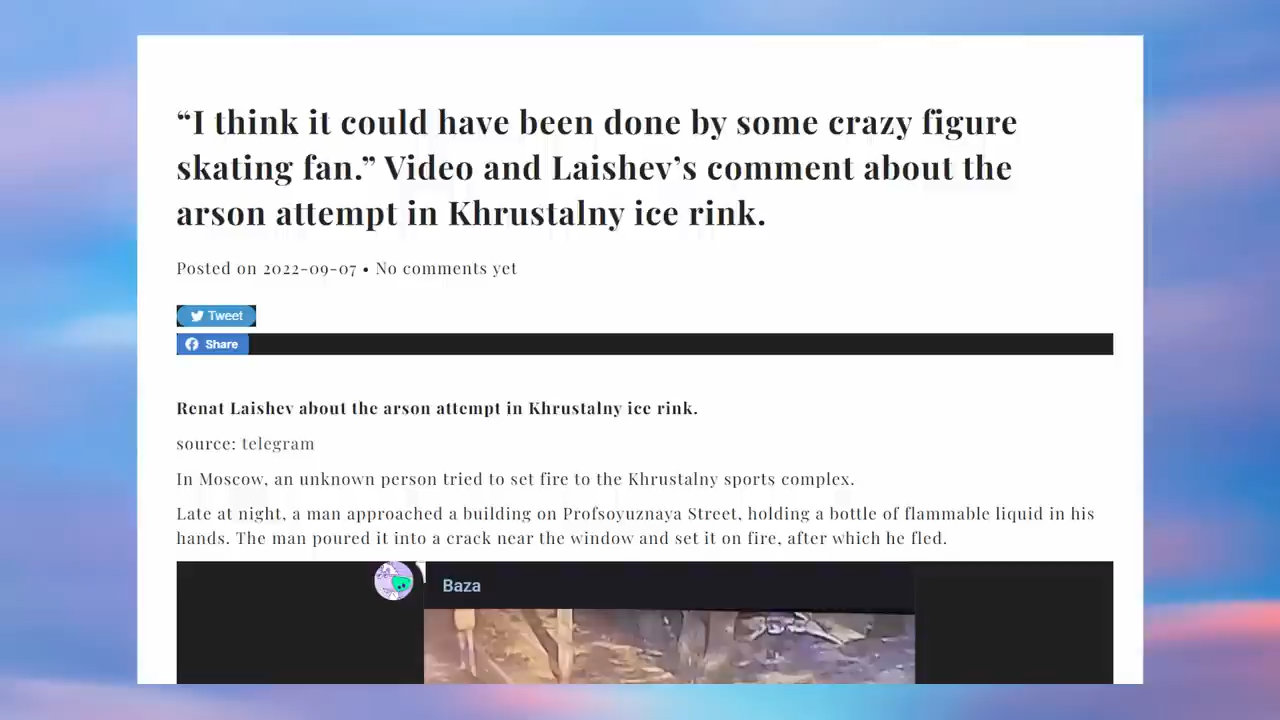 “I think it could have been done by some crazy figure
skating fan.” Video and Laishev’s comment about the
arson attempt in Khrustalny ice rink.
Posted on 2022-09-07 • No comments yet
Tweet
Share
Renat Laishev about the arson attempt in Khrustalny ice rink.
source: telegram
In Moscow, an unknown person tried to set fire to the Khrustalny sports complex.
Late at night, a man approached a building on Profsoyuznaya Street, holding a bottle of flammable liquid in his
hands. The man poured it into a crack near the window and set it on fire, after which he fled.
Baza